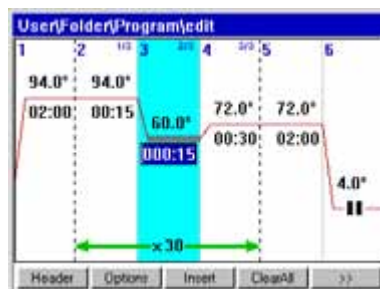 User\Folder\Program\edit
1 2 1/3 3 2/3 4 3/3 5 6
94.0° 94.0° 60.0° 72.0° 72.0° 4.0°
02:00 00:15 000:15 00:30 02:00
x 30
Header Options Insert ClearAll >>